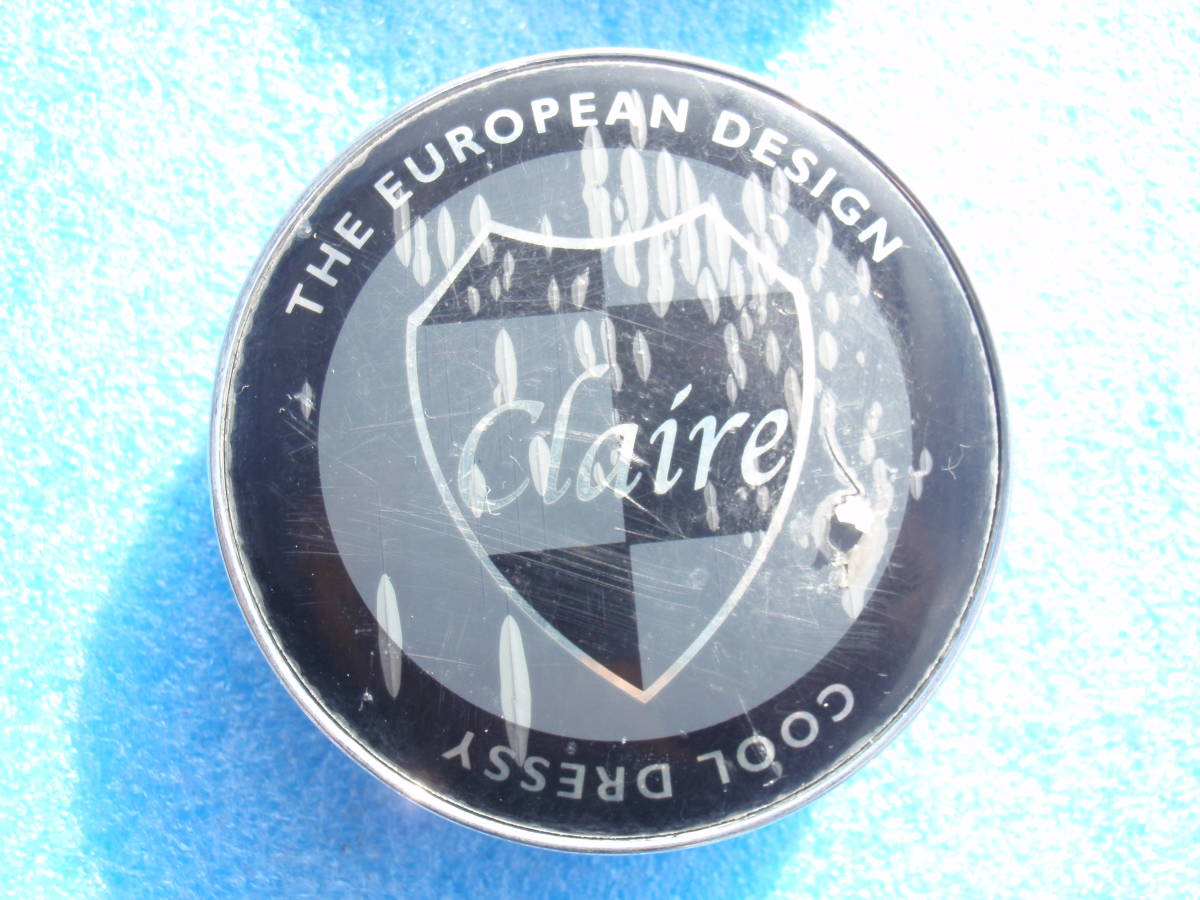 THE EUROPEAN DESIGN
Claire
COOL DRESSY